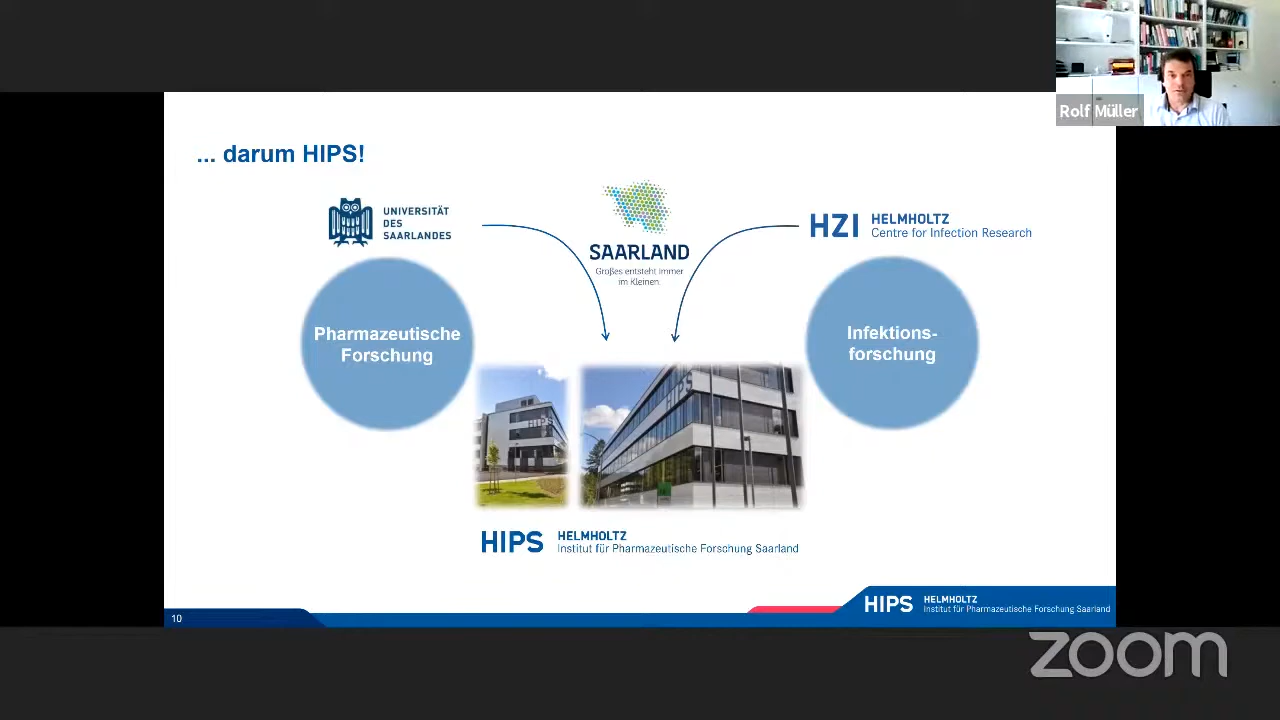 Rolf Müller
... darum HIPS!
UNIVERSITÄT
DES
SAARLANDES
SAARLAND
Großes entsteht immer
im Kleinen.
HZI
HELMHOLTZ
Centre for Infection Research
Pharmazeutische
Forschung
Infektions-
forschung
HIPS
HIPS
HIPS
HELMHOLTZ
Institut für Pharmazeutische Forschung Saarland
10
HIPS
HELMHOLTZ
Institut für Pharmazeutische Forschung Saarland
zoom